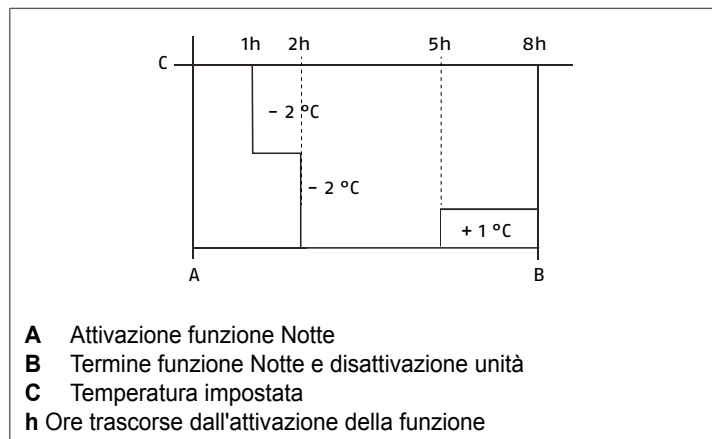 1h 2h 5h 8h
C
- 2 °C
- 2 °C
+ 1 °C
A B
A Attivazione funzione Notte
B Termine funzione Notte e disattivazione unità
C Temperatura impostata
h Ore trascorse dall'attivazione della funzione